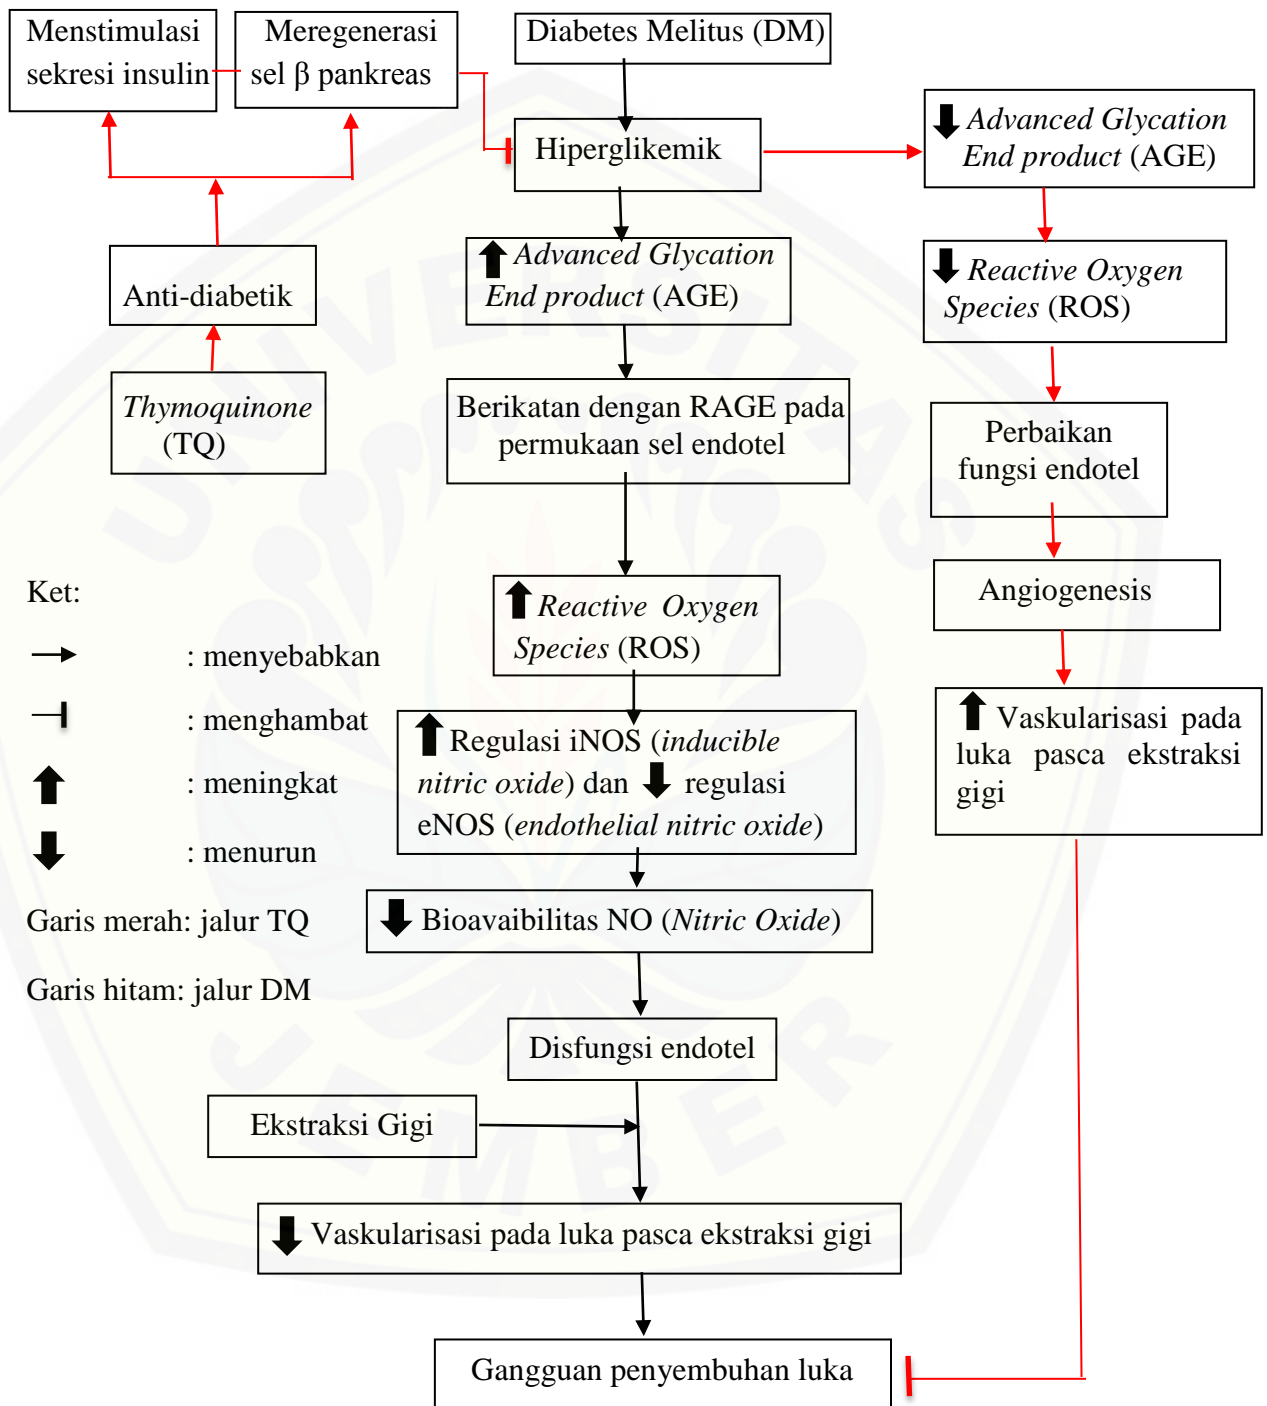 Menstimulasi
sekresi insulin
Meregenerasi
sel β pankreas
Diabetes Melitus (DM)
Hiperglikemik
Advanced Glycation
End product (AGE)
Advanced Glycation
End product (AGE)
Anti-diabetik
Reactive Oxygen
Species (ROS)
Thymoquinone
(TQ)
Berikatan dengan RAGE pada
permukaan sel endotel
Perbaikan
fungsi endotel
Angiogenesis
Reactive Oxygen
Species (ROS)
Ket:
: menyebabkan
: menghambat
: meningkat
: menurun
Garis merah: jalur TQ
Garis hitam: jalur DM
Regulasi iNOS (inducible
nitric oxide) dan regulasi
eNOS (endothelial nitric oxide)
Vaskularisasi pada
luka pasca ekstraksi
gigi
Bioavaibilitas NO (Nitric Oxide)
Disfungsi endotel
Ekstraksi Gigi
Vaskularisasi pada luka pasca ekstraksi gigi
Gangguan penyembuhan luka
UNIVERSITAS
JEMBER